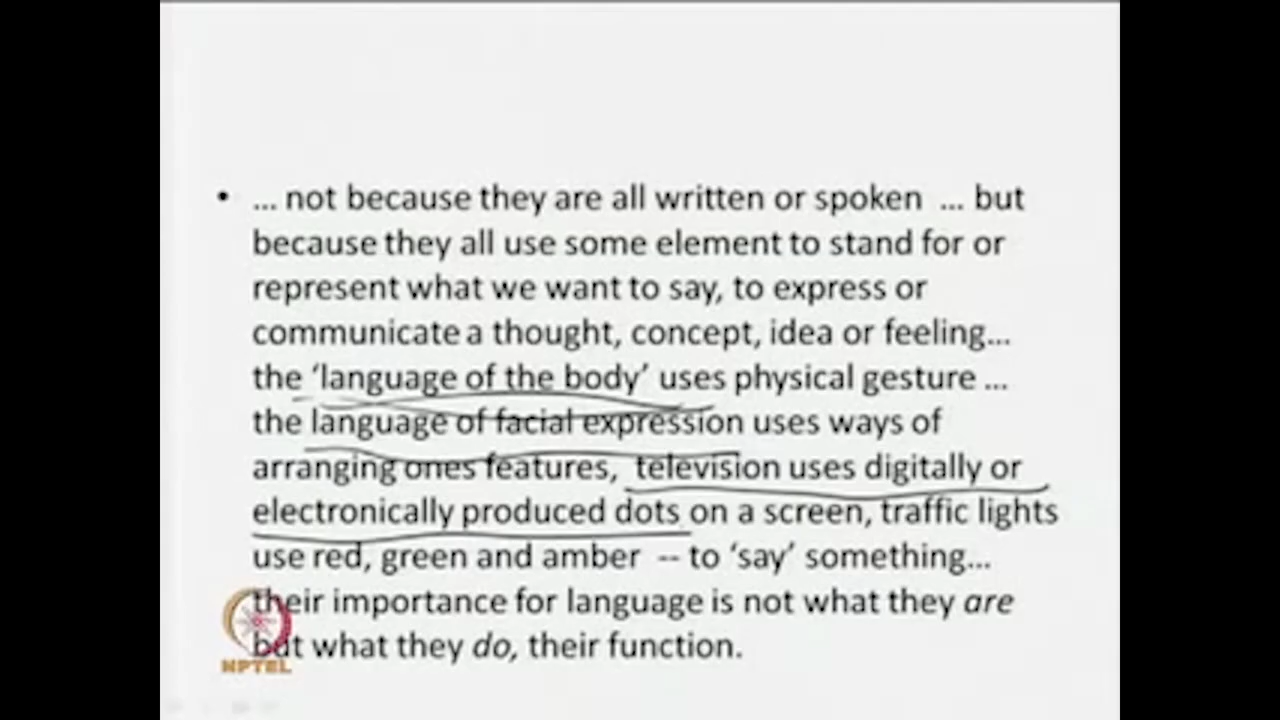 • ... not because they are all written or spoken ... but
because they all use some element to stand for or
represent what we want to say, to express or
communicate a thought, concept, idea or feeling...
the ‘language of the body’ uses physical gesture ...
the language of facial expression uses ways of
arranging ones features, television uses digitally or
electronically produced dots on a screen, traffic lights
use red, green and amber -- to ‘say’ something...
their importance for language is not what they are
but what they do, their function.
NPTEL